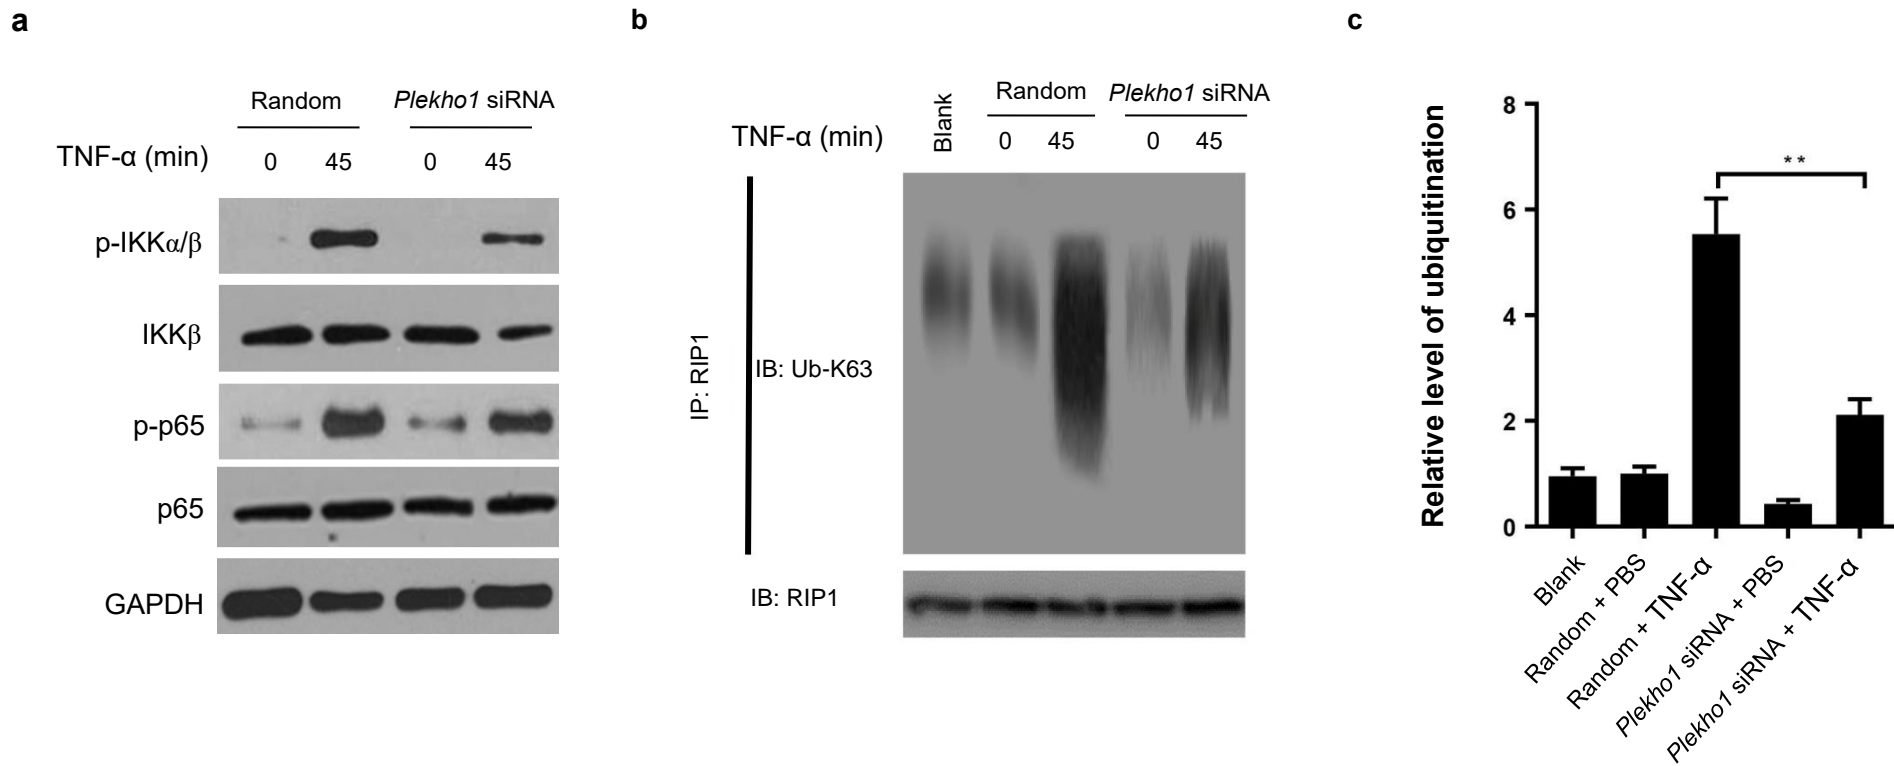 a
Random
Plekho1 siRNA
TNF-α (min)
0
45
0
45
p-IKKα/β
IKKβ
p-p65
p65
GAPDH
b
Blank
Random
Plekho1 siRNA
TNF-α (min)
0
45
0
45
IP: RIP1
IB: Ub-K63
IB: RIP1
c
Relative level of ubiquitination
8
6
4
2
0
**
Blank
Random + PBS
Random + TNF-α
Plekho1 siRNA + PBS
Plekho1 siRNA + TNF-α